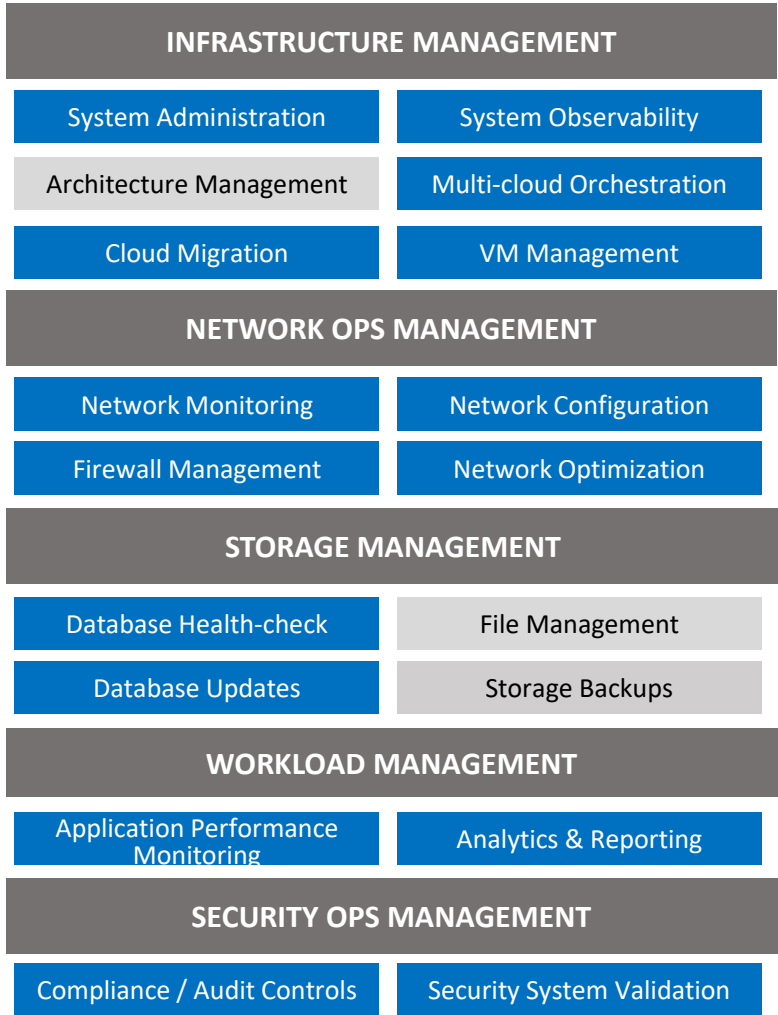 INFRASTRUCTURE MANAGEMENT
System Administration
System Observability
Architecture Management
Multi-cloud Orchestration
Cloud Migration
VM Management
NETWORK OPS MANAGEMENT
Network Monitoring
Network Configuration
Firewall Management
Network Optimization
STORAGE MANAGEMENT
Database Health-check
File Management
Database Updates
Storage Backups
WORKLOAD MANAGEMENT
Application Performance
Monitoring
Analytics & Reporting
SECURITY OPS MANAGEMENT
Compliance / Audit Controls
Security System Validation